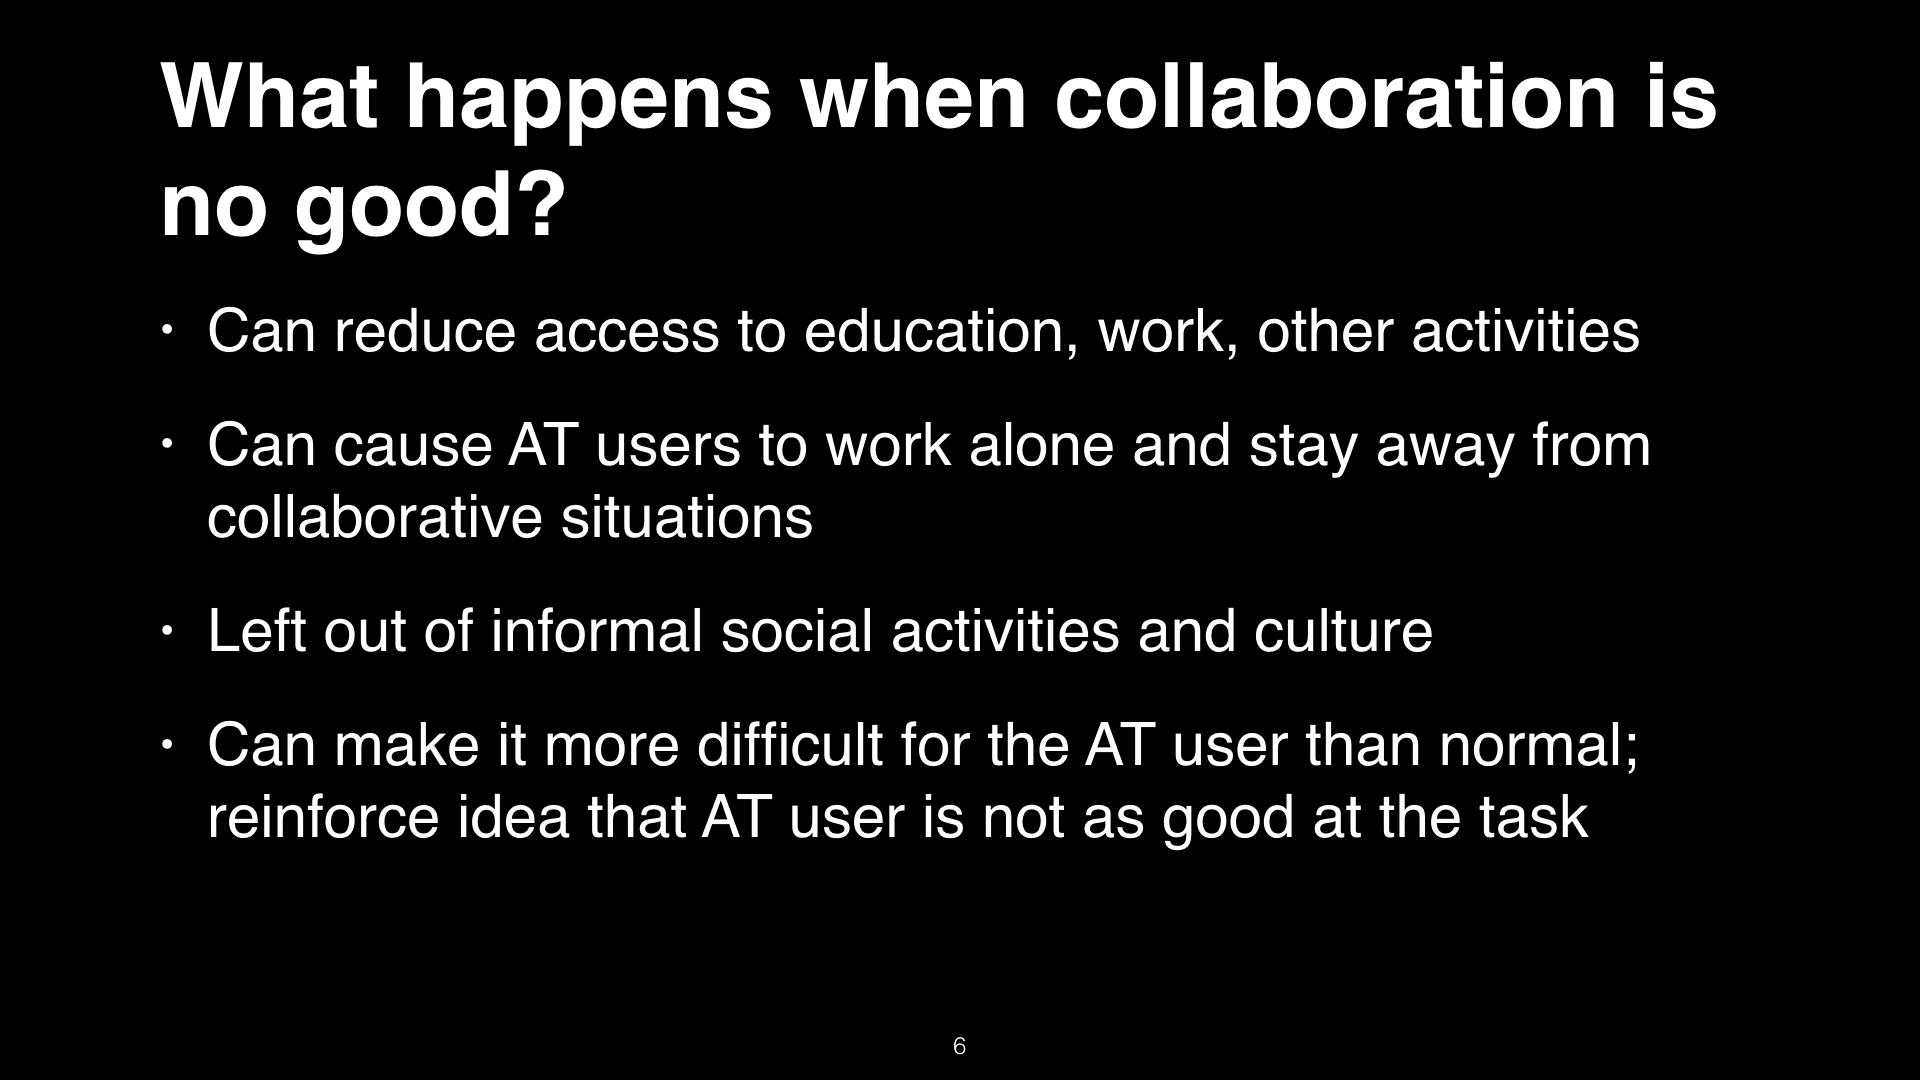 What happens when collaboration is
no good?
• Can reduce access to education, work, other activities
• Can cause AT users to work alone and stay away from
collaborative situations
• Left out of informal social activities and culture
• Can make it more difficult for the AT user than normal;
reinforce idea that AT user is not as good at the task
6